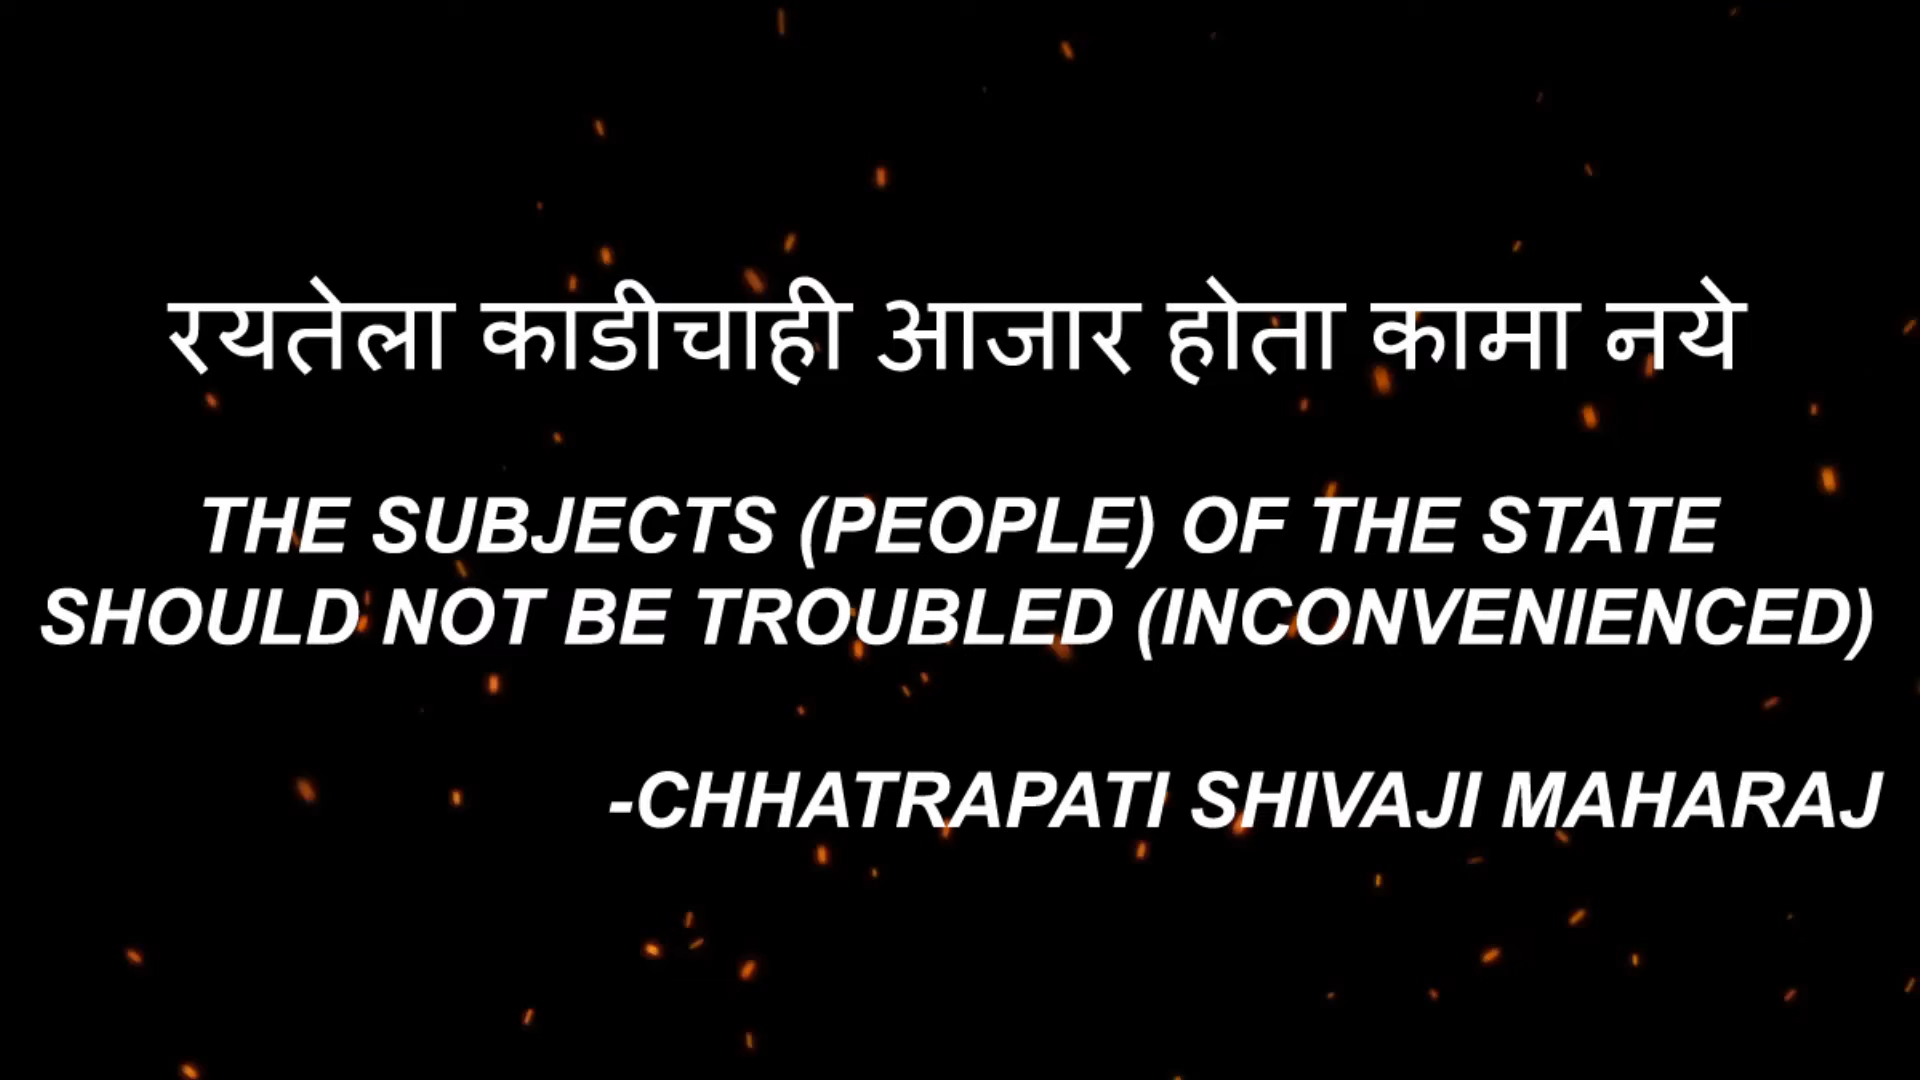 रयतेला काडीचाही आजार होता कामा नये
THE SUBJECTS (PEOPLE) OF THE STATE
SHOULD NOT BE TROUBLED (INCONVENIENCED)
-CHHATRAPATI SHIVAJI MAHARAJ